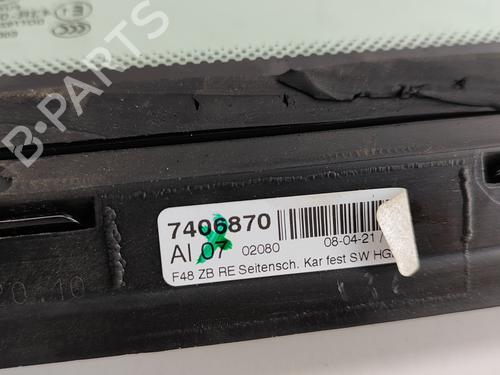 B-PARTS
7406870
AI 07 02080 08-04-21 /
F48 ZB RE Seitensch. Kar fest SW HG